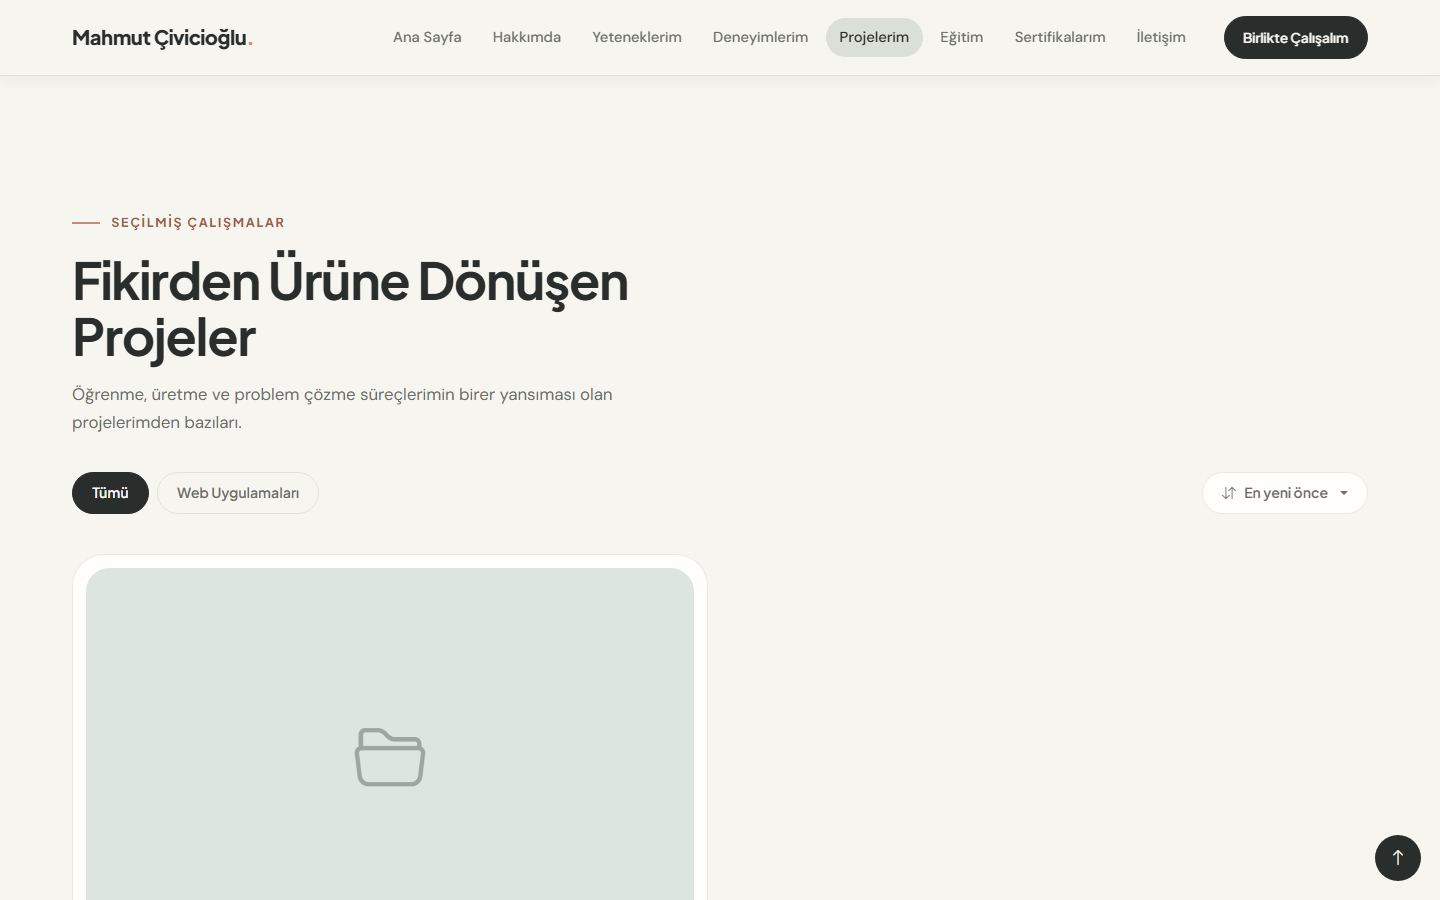 Mahmut Çivicioğlu.
Ana Sayfa
Hakkımda
Yeteneklerim
Deneyimlerim
Projelerim
Eğitim
Sertifikalarım
İletişim
Birlikte Çalışalım
SEÇİLMİŞ ÇALIŞMALAR
Fikirden Ürüne Dönüşen
Projeler
Öğrenme, üretme ve problem çözme süreçlerimin birer yansıması olan
projelerimden bazıları.
Tümü
Web Uygulamaları
En yeni önce